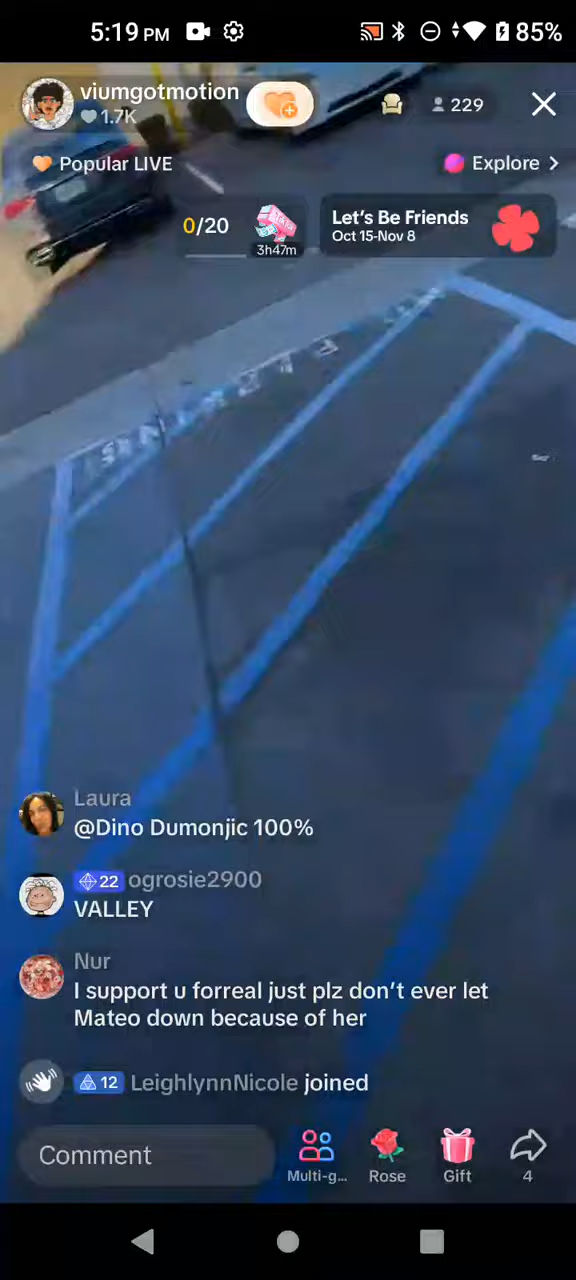 5:19 PM
85%
viumgotmotion
1.7K
229
Popular LIVE
Explore >
0/20
3h47m
Let's Be Friends
Oct 15-Nov 8
Laura
@Dino Dumonjic 100%
22 ogrosie2900
VALLEY
Nur
I support u forreal just plz don't ever let
Mateo down because of her
12 LeighlynnNicole joined
Comment
Multi-g...
Rose
Gift
4